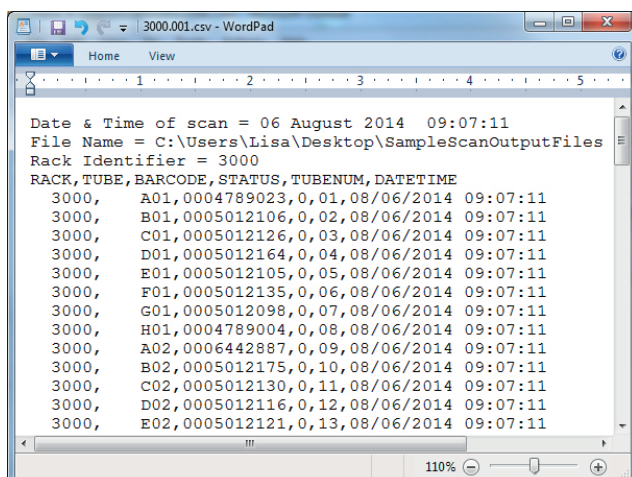 3000.001.csv - WordPad
Home View
1 2 3 4 5
Date & Time of scan = 06 August 2014 09:07:11
File Name = C:\Users\Lisa\Desktop\SampleScanOutputFiles
Rack Identifier = 3000
RACK,TUBE,BARCODE,STATUS,TUBENUM,DATETIME
3000, A01,0004789023,0,01,08/06/2014 09:07:11
3000, B01,0005012106,0,02,08/06/2014 09:07:11
3000, C01,0005012126,0,03,08/06/2014 09:07:11
3000, D01,0005012164,0,04,08/06/2014 09:07:11
3000, E01,0005012105,0,05,08/06/2014 09:07:11
3000, F01,0005012135,0,06,08/06/2014 09:07:11
3000, G01,0005012098,0,07,08/06/2014 09:07:11
3000, H01,0004789004,0,08,08/06/2014 09:07:11
3000, A02,0006442887,0,09,08/06/2014 09:07:11
3000, B02,0005012175,0,10,08/06/2014 09:07:11
3000, C02,0005012130,0,11,08/06/2014 09:07:11
3000, D02,0005012116,0,12,08/06/2014 09:07:11
3000, E02,0005012121,0,13,08/06/2014 09:07:11
110%